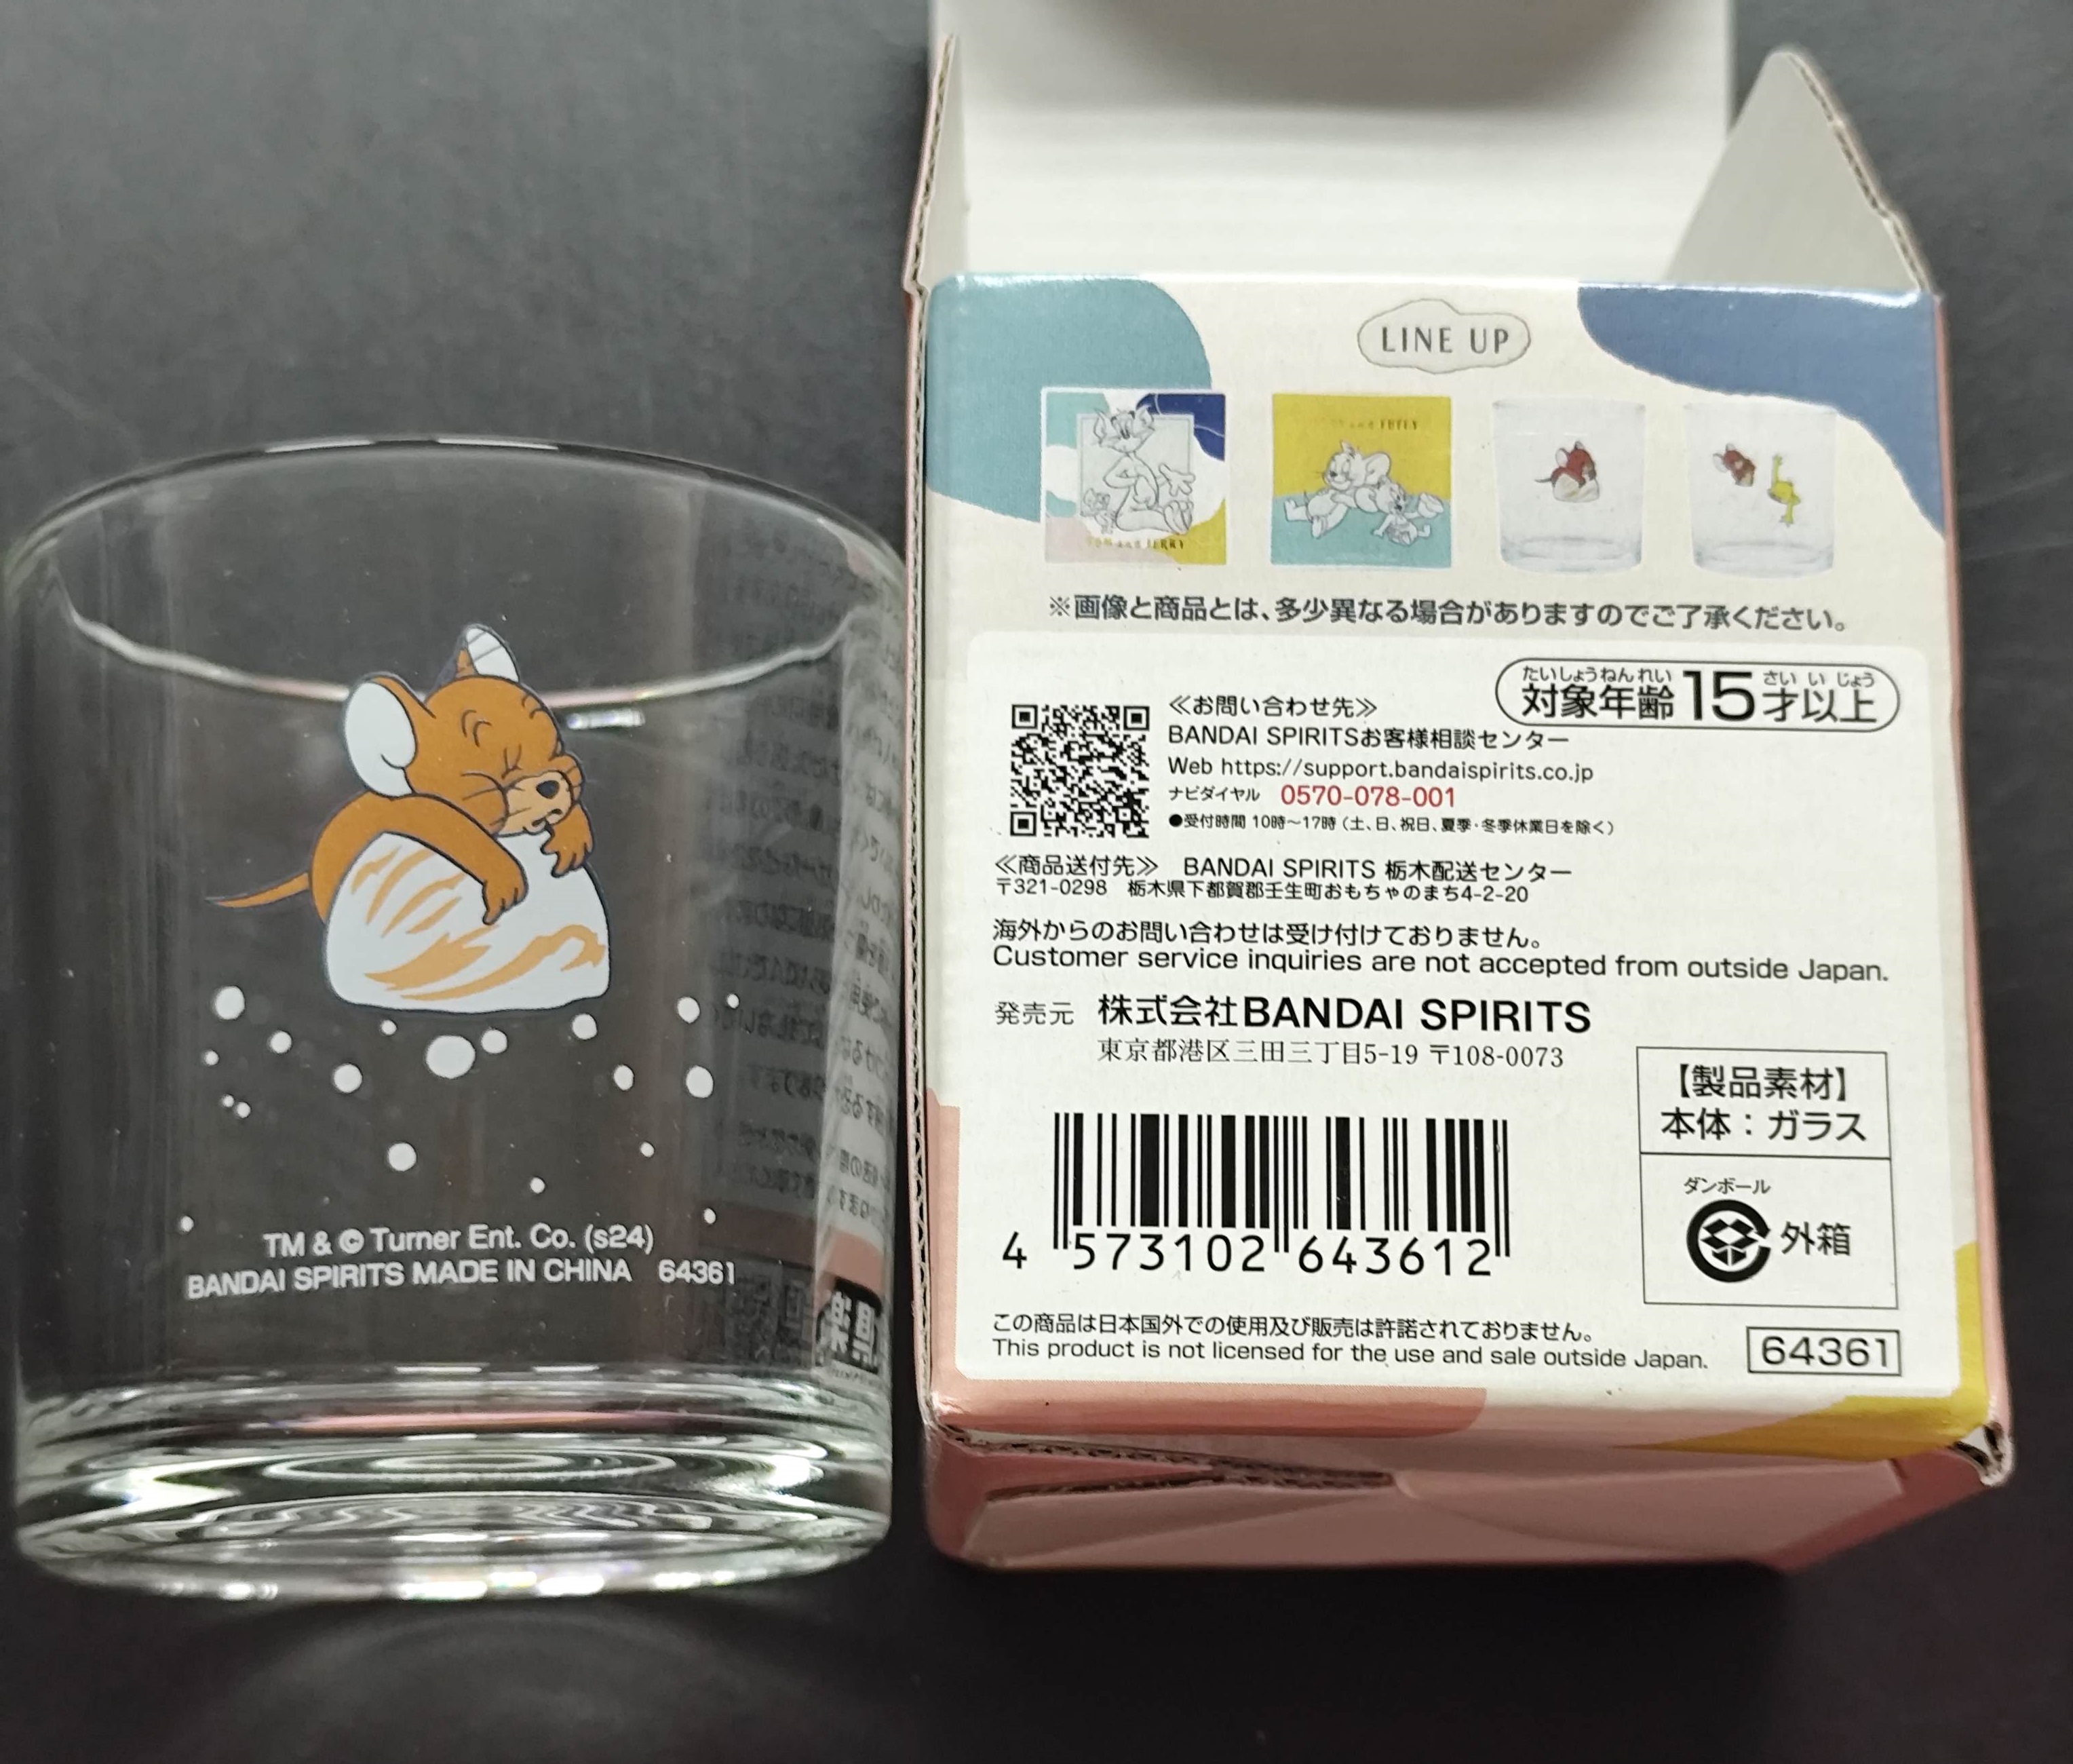 TM & © Turner Ent. Co. (s24)
BANDAI SPIRITS MADE IN CHINA 64361
LINE UP
TOM and JERRY
※画像と商品とは、多少異なる場合がありますのでご了承ください。
たいしょうねんれい さい いじょう
対象年齢15才以上
≪お問い合わせ先≫
BANDAI SPIRITSお客様相談センター
Web https://support.bandaispirits.co.jp
ナビダイヤル 0570-078-001
●受付時間 10時～17時（土、日、祝日、夏季・冬季休業日を除く）
≪商品送付先≫ BANDAI SPIRITS 栃木配送センター
〒321-0298 栃木県下都賀郡壬生町おもちゃのまち4-2-20
海外からのお問い合わせは受け付けておりません。
Customer service inquiries are not accepted from outside Japan.
発売元 株式会社BANDAI SPIRITS
東京都港区三田三丁目5-19 〒108-0073
【製品素材】
本体：ガラス
ダンボール
外箱
4 573102 643612
この商品は日本国外での使用及び販売は許諾されておりません。
This product is not licensed for the use and sale outside Japan.
64361